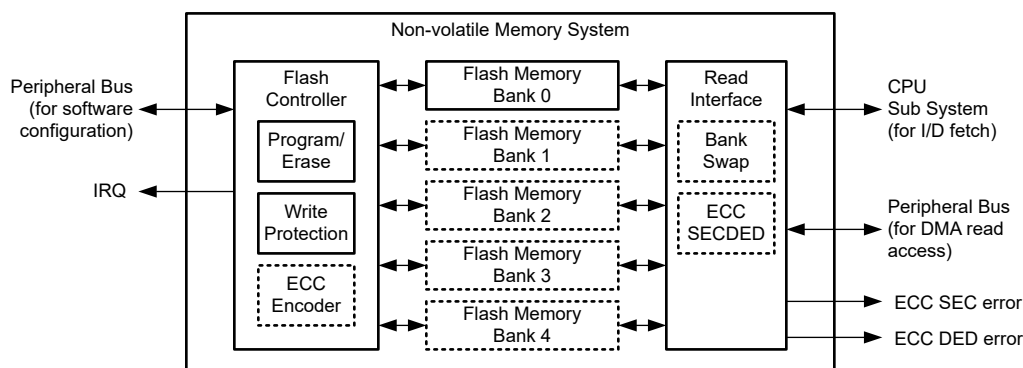 Non-volatile Memory System
Peripheral Bus
(for software
configuration)
IRQ
Flash
Controller
Program/
Erase
Write
Protection
ECC
Encoder
Flash Memory
Bank 0
Flash Memory
Bank 1
Flash Memory
Bank 2
Flash Memory
Bank 3
Flash Memory
Bank 4
Read
Interface
Bank
Swap
ECC
SECDED
CPU
Sub System
(for I/D fetch)
Peripheral Bus
(for DMA read
access)
ECC SEC error
ECC DED error